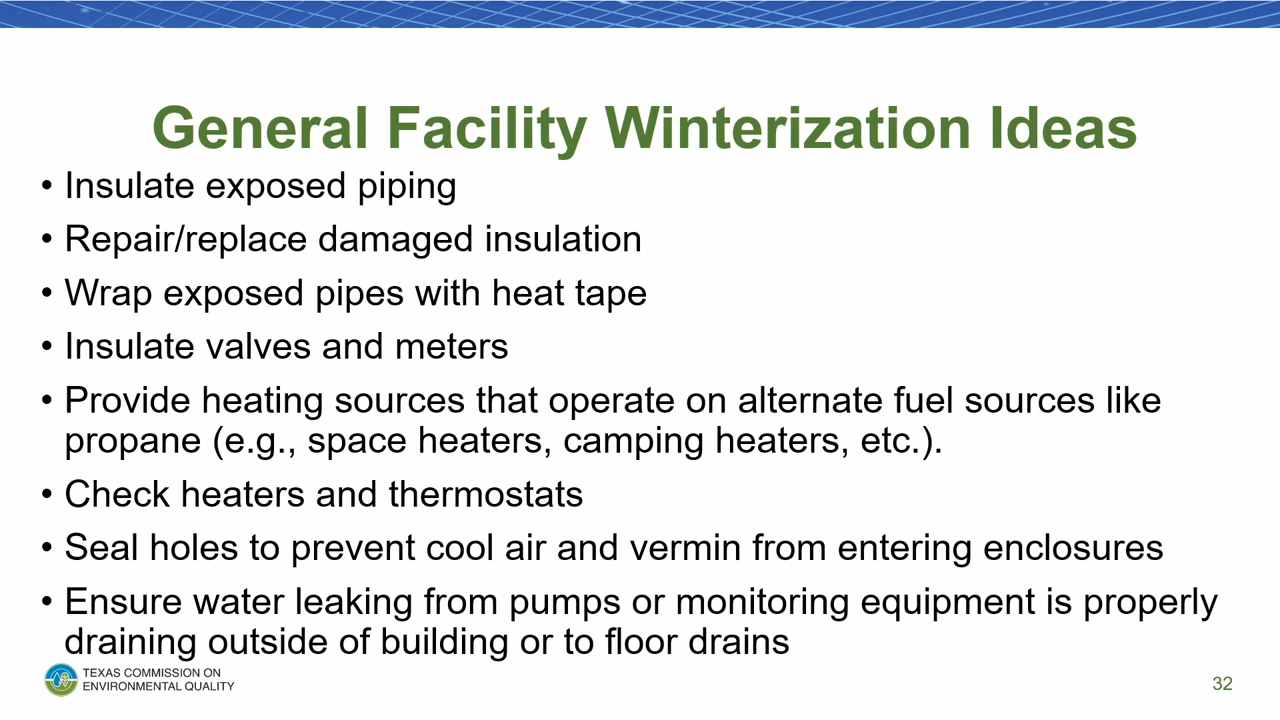 General Facility Winterization Ideas
• Insulate exposed piping
• Repair/replace damaged insulation
• Wrap exposed pipes with heat tape
• Insulate valves and meters
• Provide heating sources that operate on alternate fuel sources like
propane (e.g., space heaters, camping heaters, etc.).
• Check heaters and thermostats
• Seal holes to prevent cool air and vermin from entering enclosures
• Ensure water leaking from pumps or monitoring equipment is properly
draining outside of building or to floor drains
TEXAS COMMISSION ON
ENVIRONMENTAL QUALITY
32